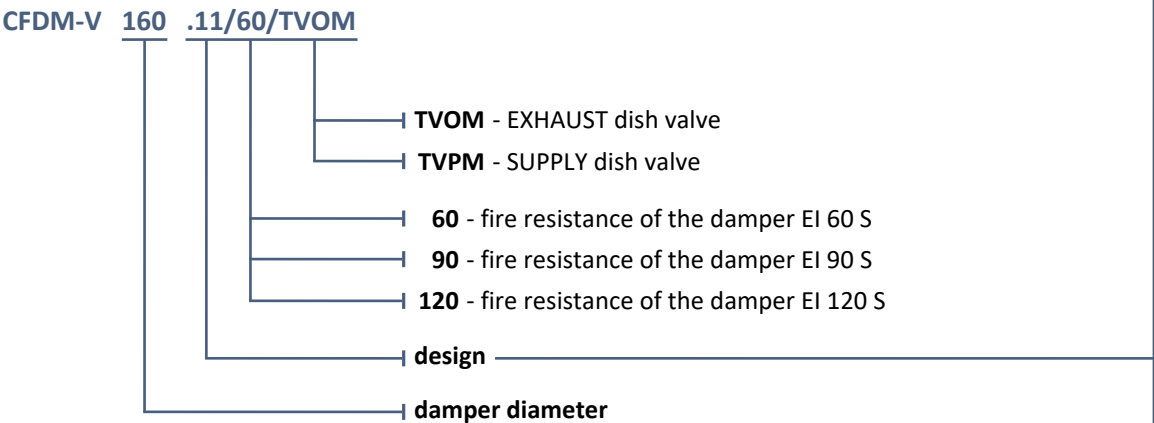 CFDM-V 160 .11/60/TVOM
TVOM - EXHAUST dish valve
TVPM - SUPPLY dish valve
60 - fire resistance of the damper EI 60 S
90 - fire resistance of the damper EI 90 S
120 - fire resistance of the damper EI 120 S
design
damper diameter